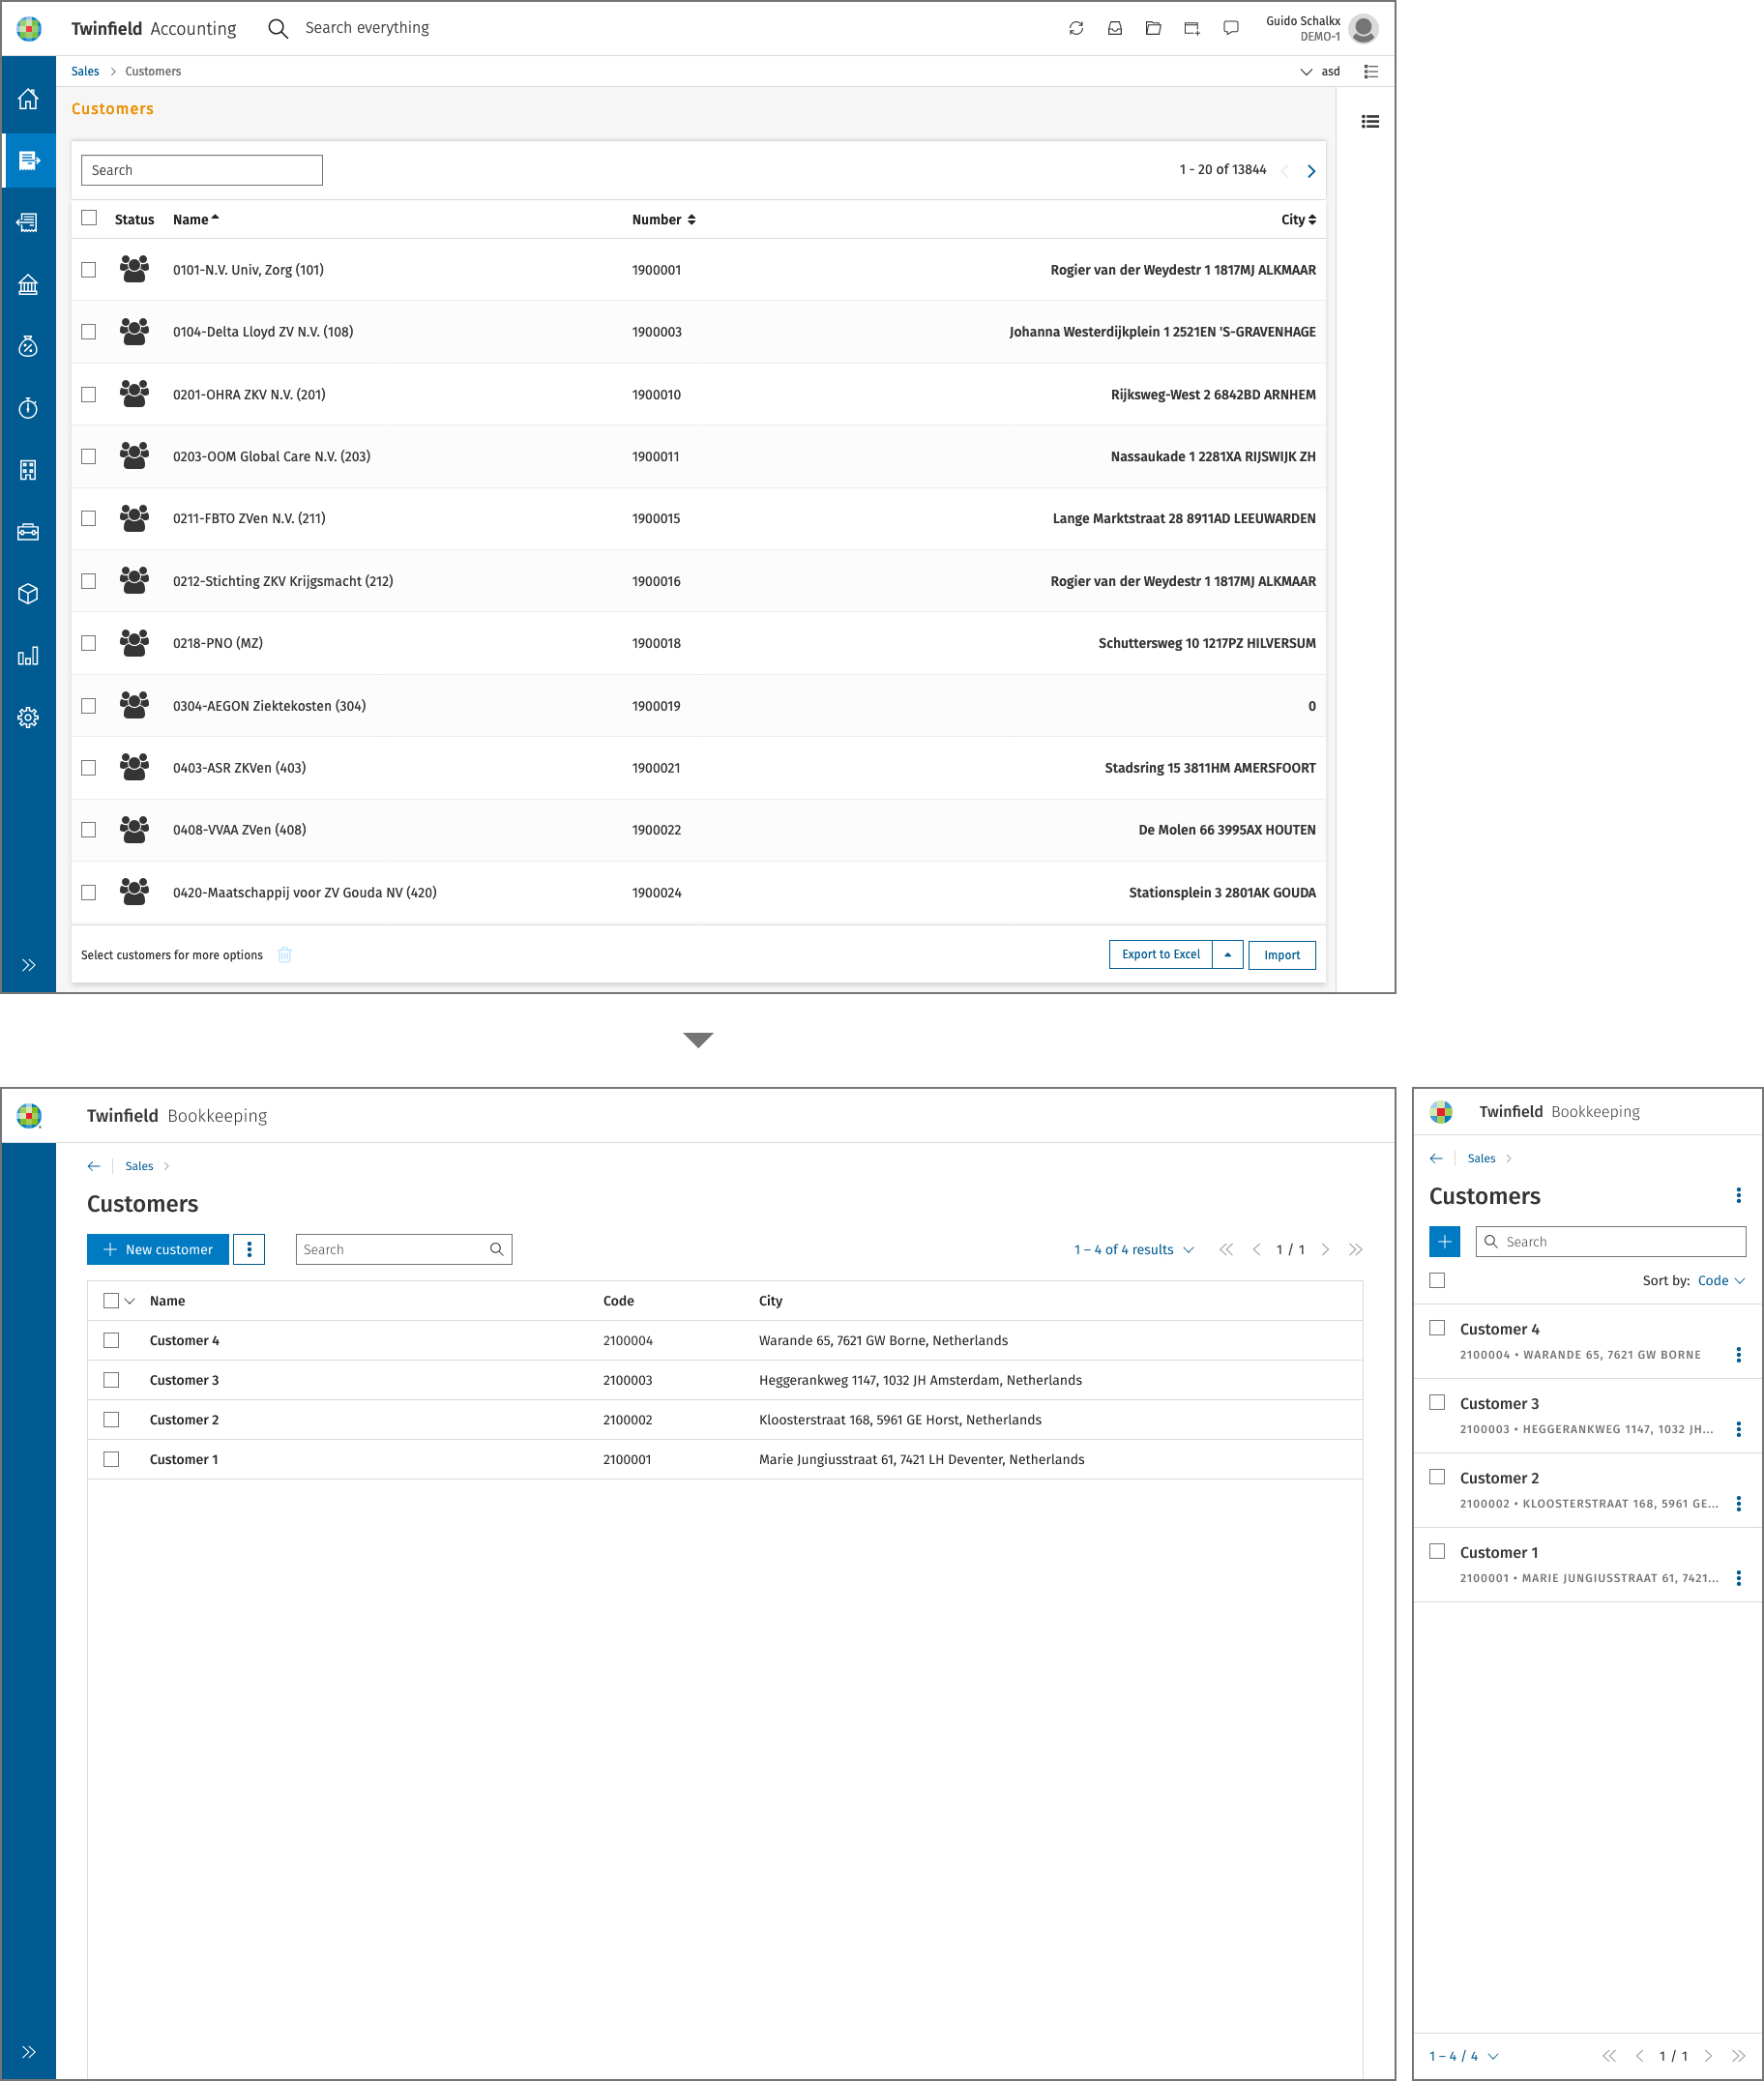 Twinfield Accounting Search everything Guido Schalkx
DEMO-1
Sales Customers asd
Customers
Search 1 - 20 of 13844
Status Name Number City
0101-N.V. Univ, Zorg (101) 1900001 Rogier van der Weydestr 1 1817MJ ALKMAAR
0104-Delta Lloyd ZV N.V. (108) 1900003 Johanna Westerdijkplein 1 2521EN 'S-GRAVENHAGE
0201-OHRA ZKV N.V. (201) 1900010 Rijksweg-West 2 6842BD ARNHEM
0203-OOM Global Care N.V. (203) 1900011 Nassaukade 1 2281XA RIJSWIJK ZH
0211-FBTO ZVen N.V. (211) 1900015 Lange Marktstraat 28 8911AD LEEUWARDEN
0212-Stichting ZKV Krijgsmacht (212) 1900016 Rogier van der Weydestr 1 1817MJ ALKMAAR
0218-PNO (MZ) 1900018 Schuttersweg 10 1217PZ HILVERSUM
0304-AEGON Ziektekosten (304) 1900019 0
0403-ASR ZKVen (403) 1900021 Stadsring 15 3811HM AMERSFOORT
0408-VVAA ZVen (408) 1900022 De Molen 66 3995AX HOUTEN
0420-Maatschappij voor ZV Gouda NV (420) 1900024 Stationsplein 3 2801AK GOUDA
Select customers for more options Export to Excel Import
Twinfield Bookkeeping
Sales
Customers
New customer Search 1 – 4 of 4 results 1 / 1
Name Code City
Customer 4 2100004 Warande 65, 7621 GW Borne, Netherlands
Customer 3 2100003 Heggerankweg 1147, 1032 JH Amsterdam, Netherlands
Customer 2 2100002 Kloosterstraat 168, 5961 GE Horst, Netherlands
Customer 1 2100001 Marie Jungiusstraat 61, 7421 LH Deventer, Netherlands
Twinfield Bookkeeping
Sales
Customers
Search
Sort by: Code
Customer 4
2100004 • WARANDE 65, 7621 GW BORNE
Customer 3
2100003 • HEGGERANKWEG 1147, 1032 JH...
Customer 2
2100002 • KLOOSTERSTRAAT 168, 5961 GE...
Customer 1
2100001 • MARIE JUNGIUSSTRAAT 61, 7421...
1 – 4 / 4 1 / 1